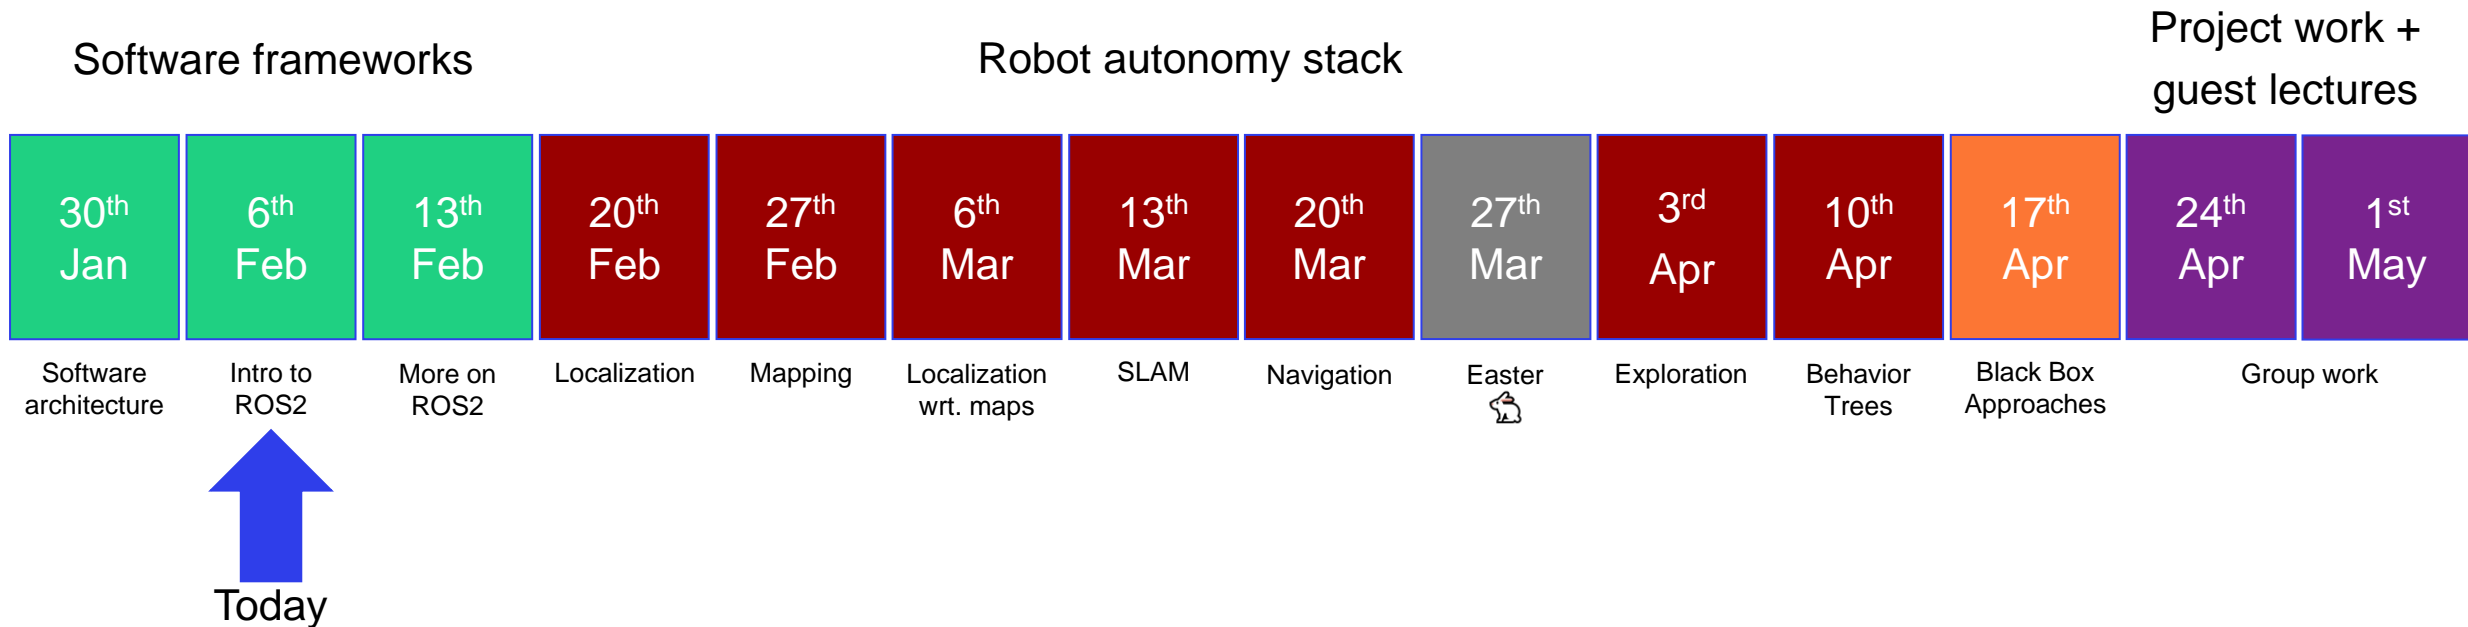 Software frameworks
Robot autonomy stack
Project work +
guest lectures
30th
Jan
6th
Feb
13th
Feb
20th
Feb
27th
Feb
6th
Mar
13th
Mar
20th
Mar
27th
Mar
3rd
Apr
10th
Apr
17th
Apr
24th
Apr
1st
May
Software
architecture
Intro to
ROS2
More on
ROS2
Localization
Mapping
Localization
wrt. maps
SLAM
Navigation
Easter
Exploration
Behavior
Trees
Black Box
Approaches
Group work
Today